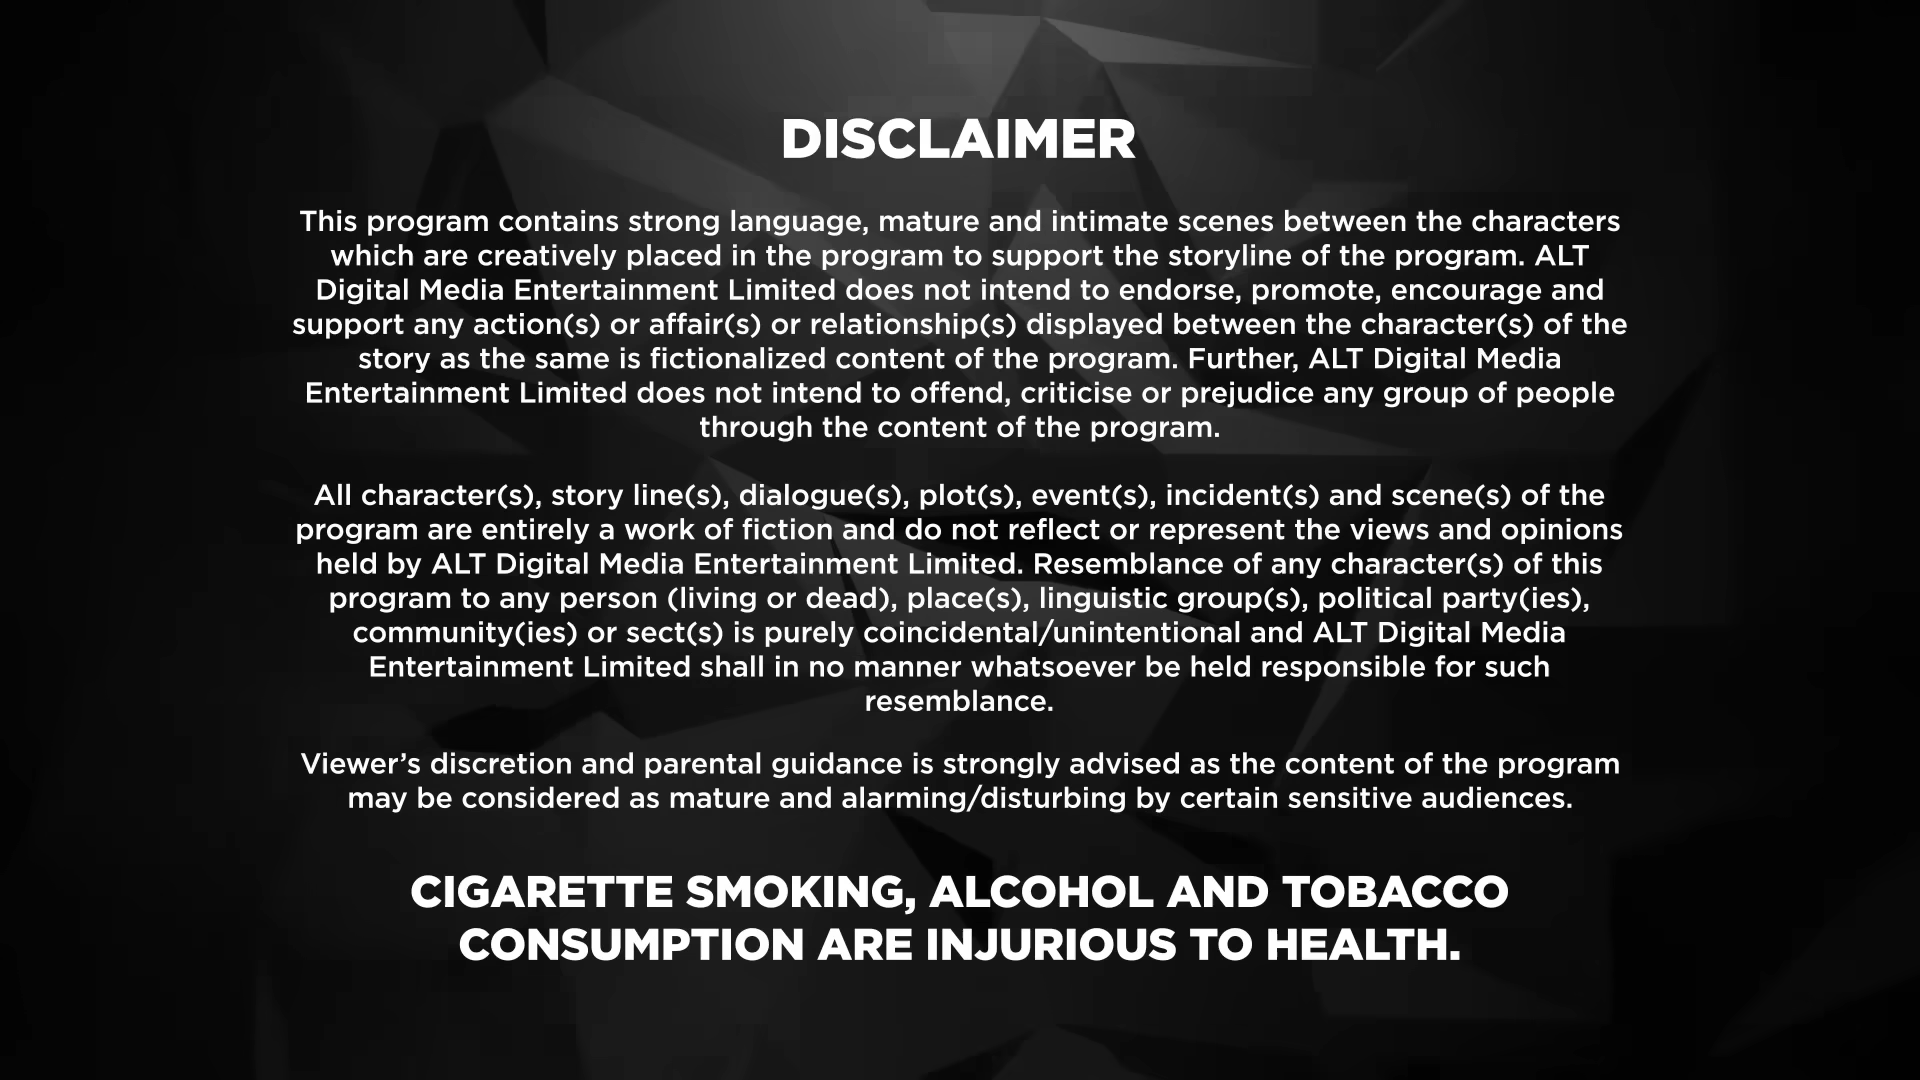 DISCLAIMER
This program contains strong language, mature and intimate scenes between the characters
which are creatively placed in the program to support the storyline of the program. ALT
Digital Media Entertainment Limited does not intend to endorse, promote, encourage and
support any action(s) or affair(s) or relationship(s) displayed between the character(s) of the
story as the same is fictionalized content of the program. Further, ALT Digital Media
Entertainment Limited does not intend to offend, criticise or prejudice any group of people
through the content of the program.
All character(s), story line(s), dialogue(s), plot(s), event(s), incident(s) and scene(s) of the
program are entirely a work of fiction and do not reflect or represent the views and opinions
held by ALT Digital Media Entertainment Limited. Resemblance of any character(s) of this
program to any person (living or dead), place(s), linguistic group(s), political party(ies),
community(ies) or sect(s) is purely coincidental/unintentional and ALT Digital Media
Entertainment Limited shall in no manner whatsoever be held responsible for such
resemblance.
Viewer’s discretion and parental guidance is strongly advised as the content of the program
may be considered as mature and alarming/disturbing by certain sensitive audiences.
CIGARETTE SMOKING, ALCOHOL AND TOBACCO
CONSUMPTION ARE INJURIOUS TO HEALTH.